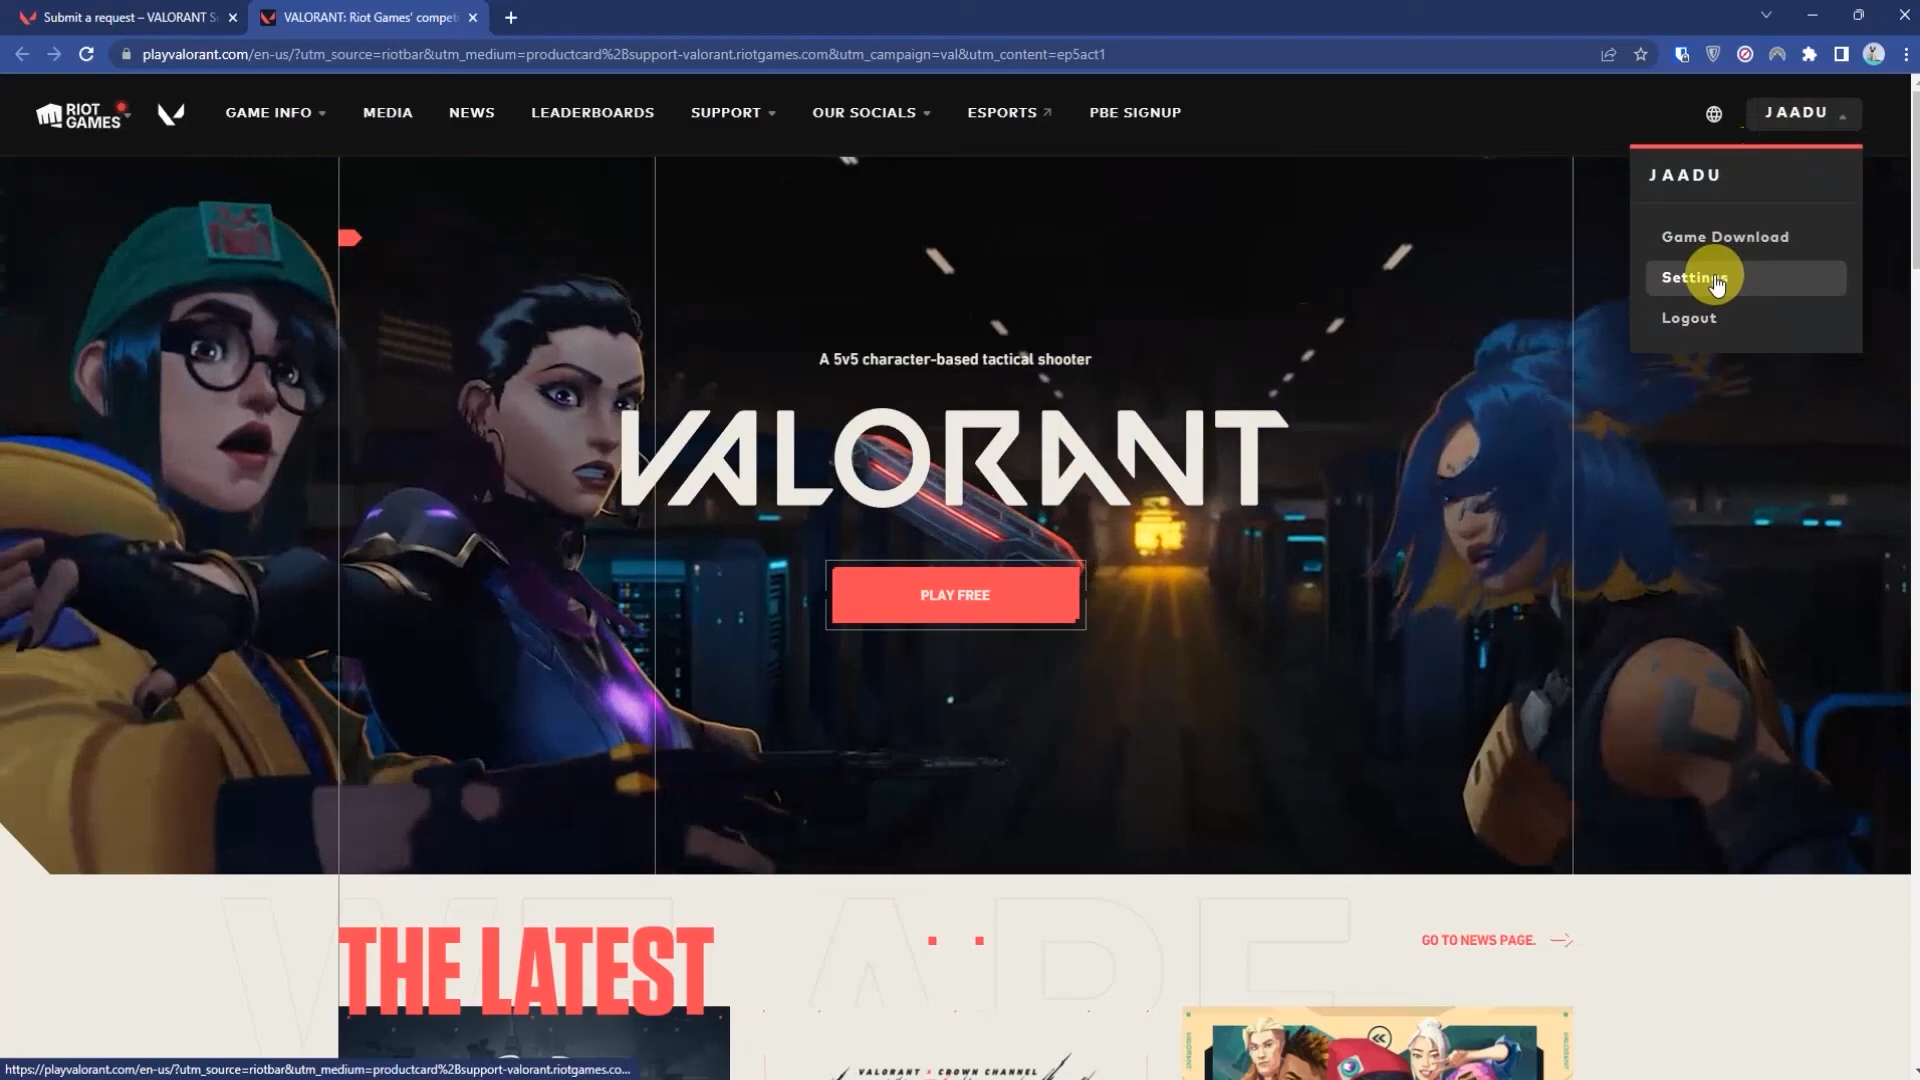 Submit a request – VALORANT S
VALORANT: Riot Games' competi
playvalorant.com/en-us/?utm_source=riotbar&utm_medium=productcard%2Bsupport-valorant.riotgames.com&utm_campaign=val&utm_content=ep5act1
RIOT
GAMES
GAME INFO
MEDIA
NEWS
LEADERBOARDS
SUPPORT
OUR SOCIALS
ESPORTS
PBE SIGNUP
JAADU
JAADU
Game Download
Settings
Logout
A 5v5 character-based tactical shooter
VALORANT
PLAY FREE
WE ARE
THE LATEST
GO TO NEWS PAGE.
VALORANT × CROWN CHANNEL
https://playvalorant.com/en-us/?utm_source=riotbar&utm_medium=productcard%2Bsupport-valorant.riotgames.co...